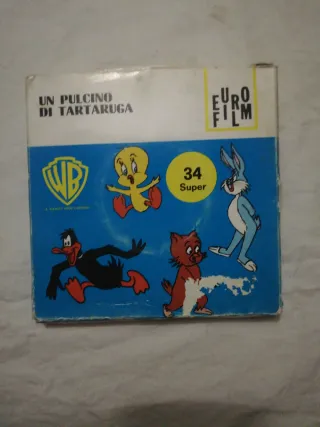 UN PULCINO
DI TARTARUGA
EURO
FILM
WB
34
Super